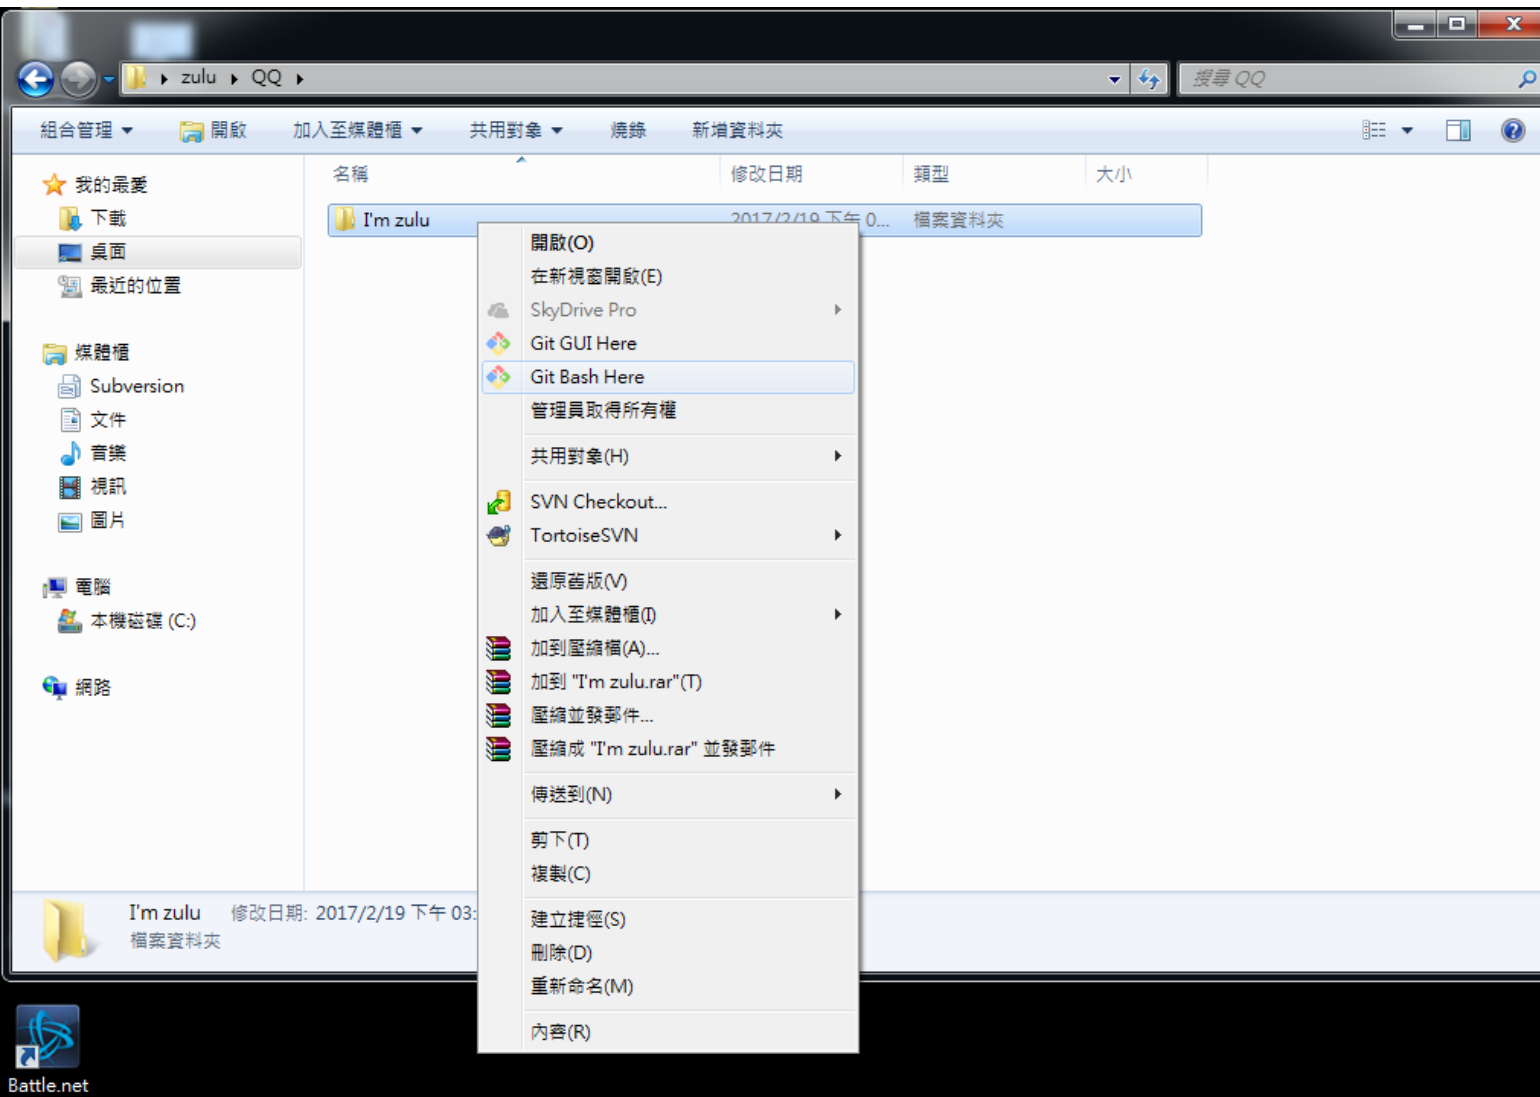 zulu QQ
搜尋 QQ
組合管理 開啟 加入至媒體櫃 共用對象 燒錄 新增資料夾
我的最愛
下載
桌面
最近的位置
媒體櫃
Subversion
文件
音樂
視訊
圖片
電腦
本機磁碟 (C:)
網路
名稱 修改日期 類型 大小
I'm zulu 2017/2/19 下午 0... 檔案資料夾
開啟(O)
在新視窗開啟(E)
SkyDrive Pro
Git GUI Here
Git Bash Here
管理員取得所有權
共用對象(H)
SVN Checkout...
TortoiseSVN
還原舊版(V)
加入至媒體櫃(I)
加到壓縮檔(A)...
加到 "I'm zulu.rar"(T)
壓縮並發郵件...
壓縮成 "I'm zulu.rar" 並發郵件
傳送到(N)
剪下(T)
複製(C)
建立捷徑(S)
刪除(D)
重新命名(M)
內容(R)
I'm zulu 修改日期: 2017/2/19 下午 03:
檔案資料夾
Battle.net